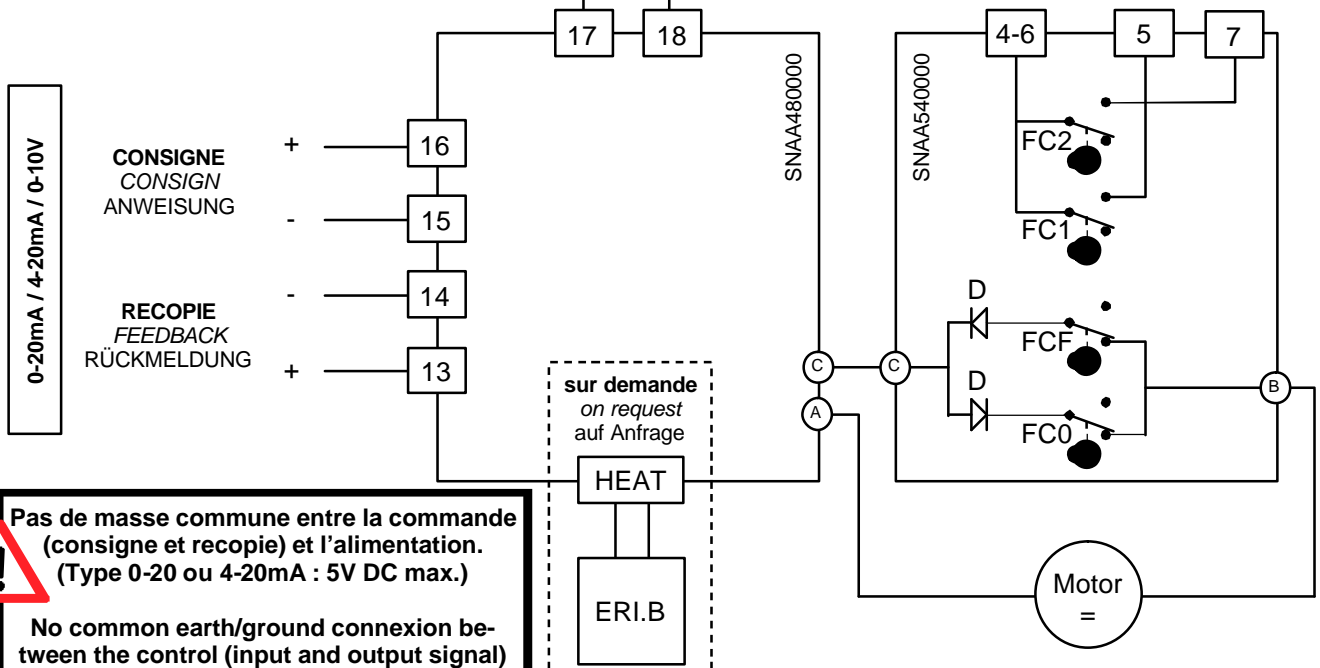 17
18
4-6
5
7
SNAA480000
SNAA540000
0-20mA / 4-20mA / 0-10V
CONSIGNE
CONSIGN
ANWEISUNG
+
16
-
15
RECOPIE
FEEDBACK
RÜCKMELDUNG
-
14
+
13
FC2
FC1
D
FCF
D
FC0
C
C
A
B
sur demande
on request
auf Anfrage
HEAT
ERI.B
Motor
=
!
Pas de masse commune entre la commande
(consigne et recopie) et l'alimentation.
(Type 0-20 ou 4-20mA : 5V DC max.)
No common earth/ground connexion be-
tween the control (input and output signal)